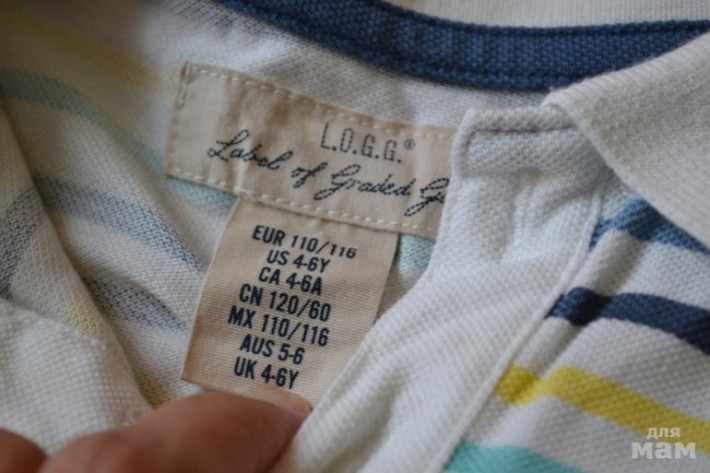 L.O.G.G.®
Label of Graded
EUR 110/116
US 4-6Y
CA 4-6A
CN 120/60
MX 110/116
AUS 5-6
UK 4-6Y
для
мам